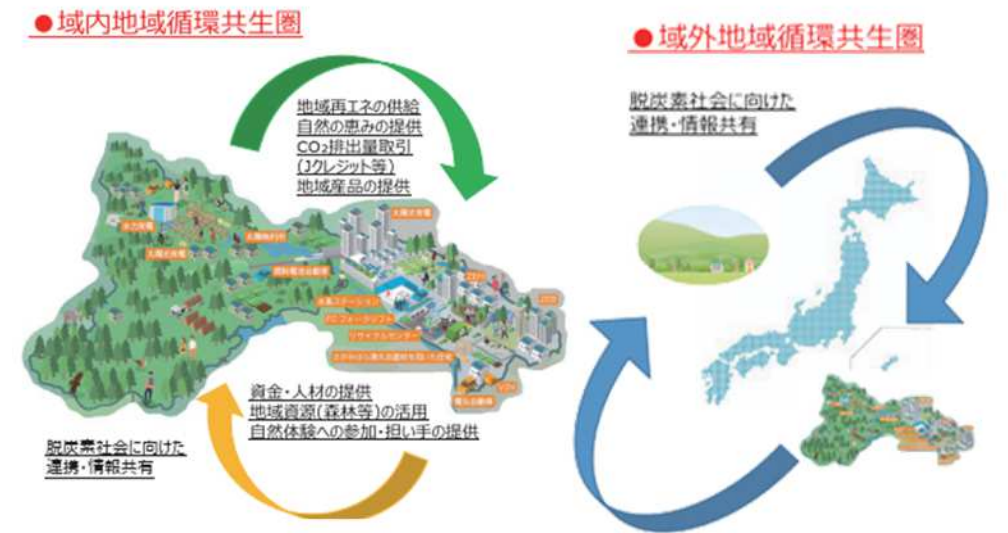 ●域内地域循環共生圏
地域再エネの供給
自然の恵みの提供
CO₂排出量取引
(Jクレジット等)
地域産品の提供
水力発電
太陽光発電
太陽光発電
燃料電池自動車
水素ステーション
FCフォークリフト
リサイクルセンター
資金・人材の提供
地域資源(森林等)の活用
自然体験への参加・担い手の提供
脱炭素社会に向けた
連携・情報共有
●域外地域循環共生圏
脱炭素社会に向けた
連携・情報共有